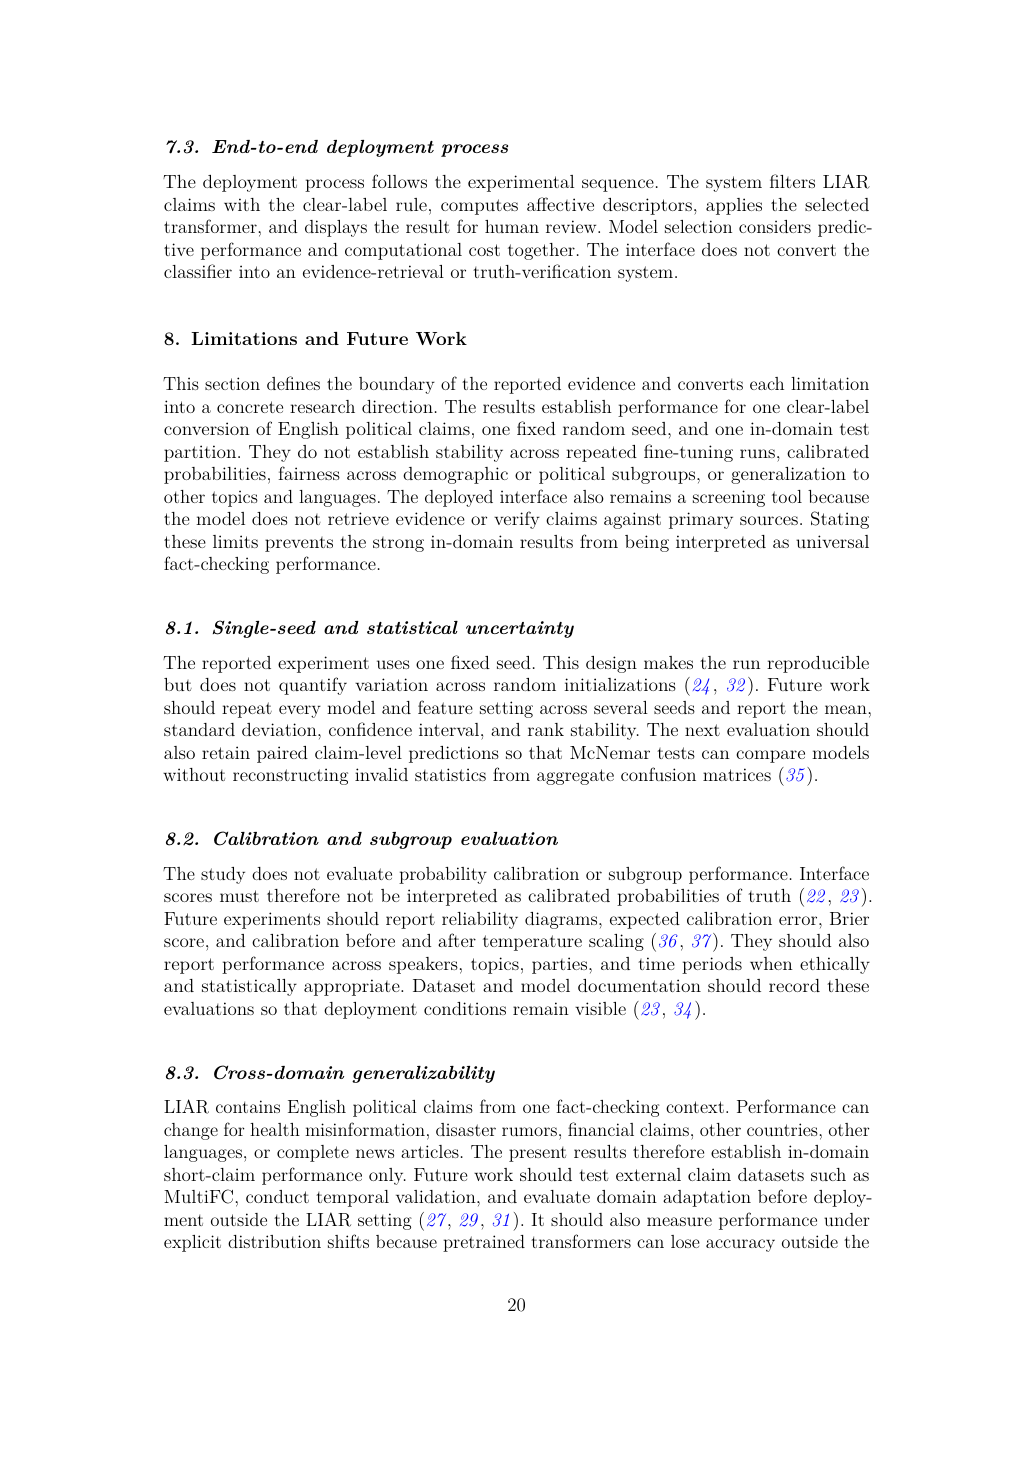 7.3. End-to-end deployment process
The deployment process follows the experimental sequence. The system filters LIAR
claims with the clear-label rule, computes affective descriptors, applies the selected
transformer, and displays the result for human review. Model selection considers predic-
tive performance and computational cost together. The interface does not convert the
classifier into an evidence-retrieval or truth-verification system.
8. Limitations and Future Work
This section defines the boundary of the reported evidence and converts each limitation
into a concrete research direction. The results establish performance for one clear-label
conversion of English political claims, one fixed random seed, and one in-domain test
partition. They do not establish stability across repeated fine-tuning runs, calibrated
probabilities, fairness across demographic or political subgroups, or generalization to
other topics and languages. The deployed interface also remains a screening tool because
the model does not retrieve evidence or verify claims against primary sources. Stating
these limits prevents the strong in-domain results from being interpreted as universal
fact-checking performance.
8.1. Single-seed and statistical uncertainty
The reported experiment uses one fixed seed. This design makes the run reproducible
but does not quantify variation across random initializations (24, 32). Future work
should repeat every model and feature setting across several seeds and report the mean,
standard deviation, confidence interval, and rank stability. The next evaluation should
also retain paired claim-level predictions so that McNemar tests can compare models
without reconstructing invalid statistics from aggregate confusion matrices (35).
8.2. Calibration and subgroup evaluation
The study does not evaluate probability calibration or subgroup performance. Interface
scores must therefore not be interpreted as calibrated probabilities of truth (22, 23).
Future experiments should report reliability diagrams, expected calibration error, Brier
score, and calibration before and after temperature scaling (36, 37). They should also
report performance across speakers, topics, parties, and time periods when ethically
and statistically appropriate. Dataset and model documentation should record these
evaluations so that deployment conditions remain visible (23, 34).
8.3. Cross-domain generalizability
LIAR contains English political claims from one fact-checking context. Performance can
change for health misinformation, disaster rumors, financial claims, other countries, other
languages, or complete news articles. The present results therefore establish in-domain
short-claim performance only. Future work should test external claim datasets such as
MultiFC, conduct temporal validation, and evaluate domain adaptation before deploy-
ment outside the LIAR setting (27, 29, 31). It should also measure performance under
explicit distribution shifts because pretrained transformers can lose accuracy outside the
20